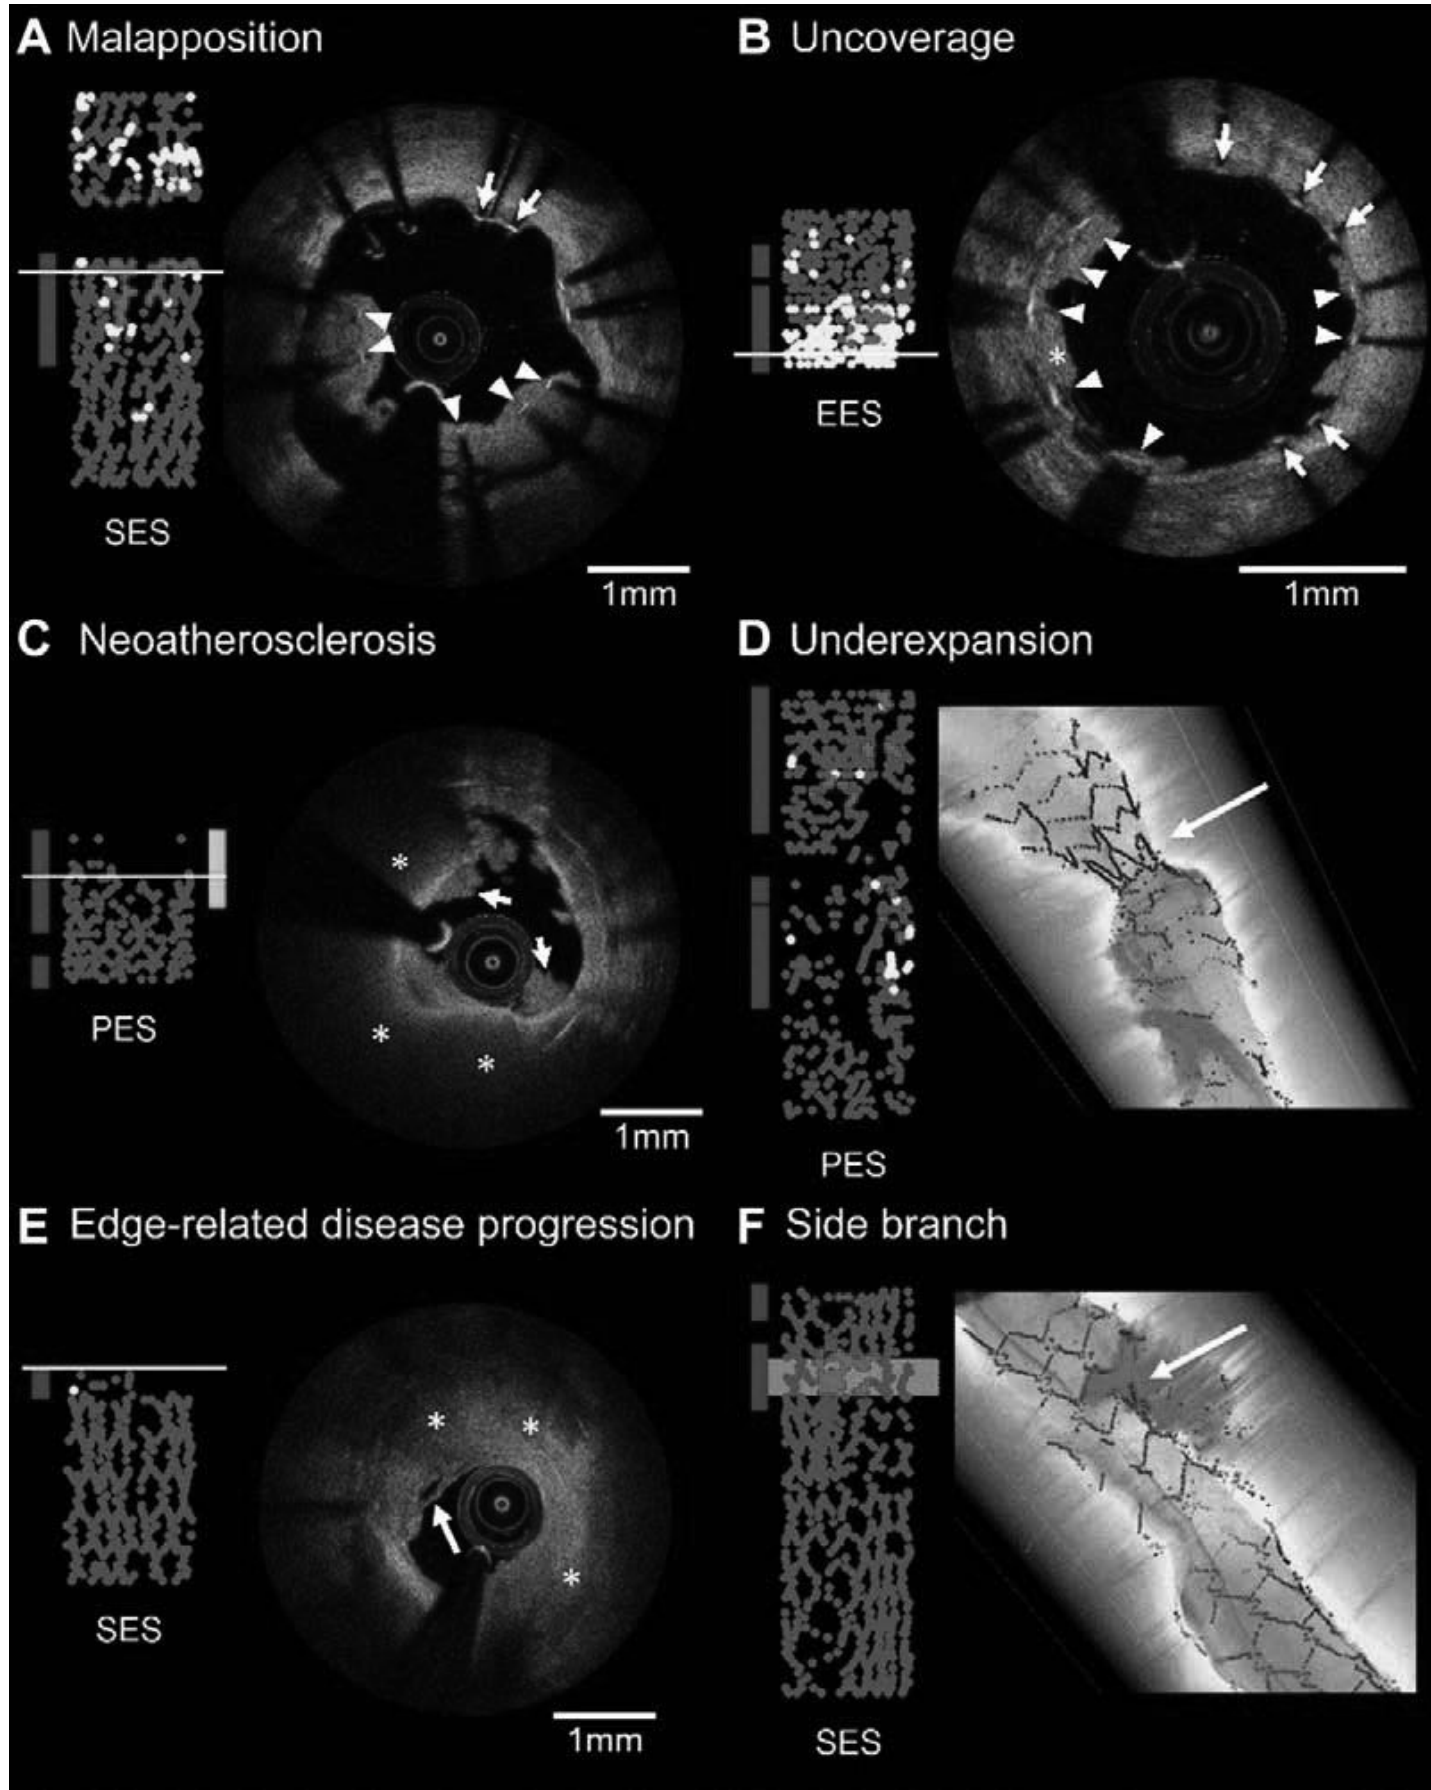 A Malapposition
SES
1mm
B Uncoverage
*
EES
1mm
C Neoatherosclerosis
*
*
*
PES
1mm
D Underexpansion
PES
E Edge-related disease progression
*
*
*
SES
1mm
F Side branch
SES